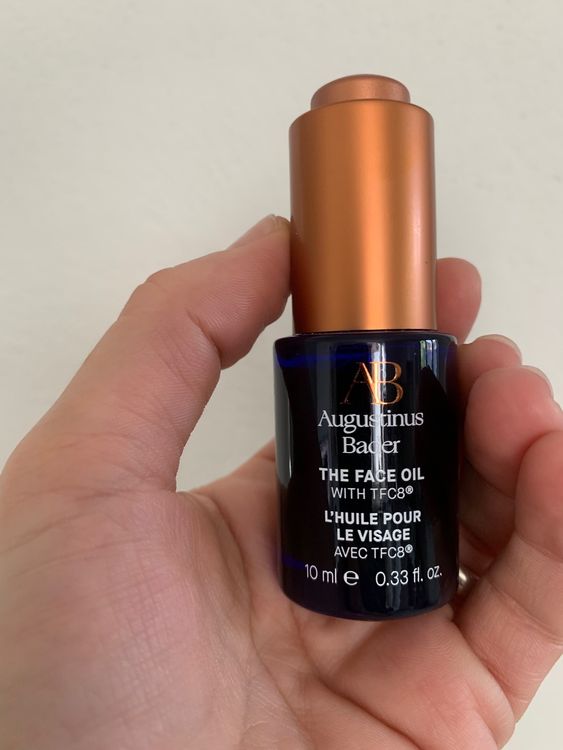 AB
Augustinus
Bader
THE FACE OIL
WITH TFC8®
L'HUILE POUR
LE VISAGE
AVEC TFC8®
10 ml ℮ 0.33 fl. oz.